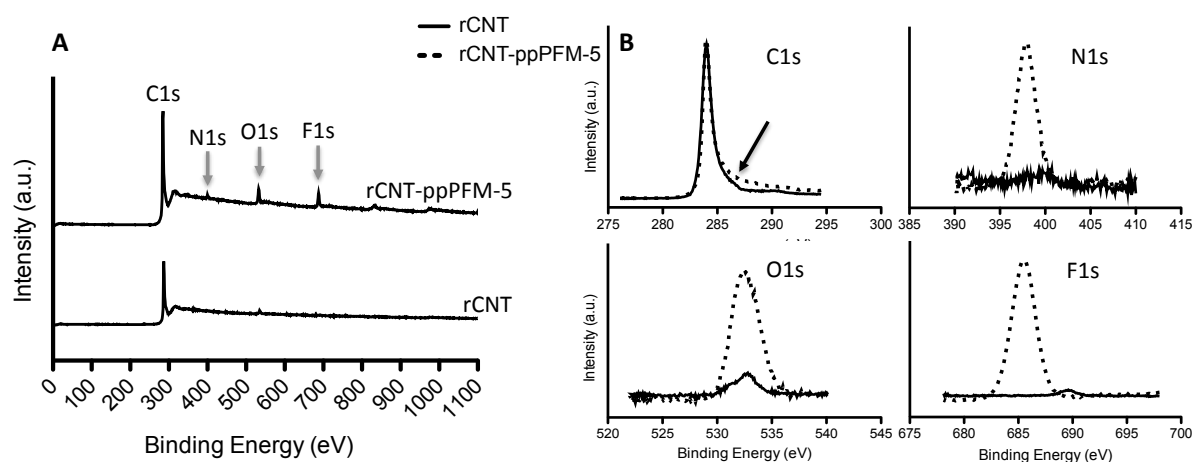 rCNT
rCNT-ppPFM-5
A
C1s
N1s
O1s
F1s
rCNT-ppPFM-5
rCNT
Intensity (a.u.)
0 100 200 300 400 500 600 700 800 900 1000 1100
Binding Energy (eV)
B
C1s
Intensity (a.u.)
275 280 285 290 295 300
N1s
385 390 395 400 405 410 415
O1s
Intensity (a.u.)
520 525 530 535 540 545
Binding Energy (eV)
F1s
675 680 685 690 695 700
Binding Energy (eV)